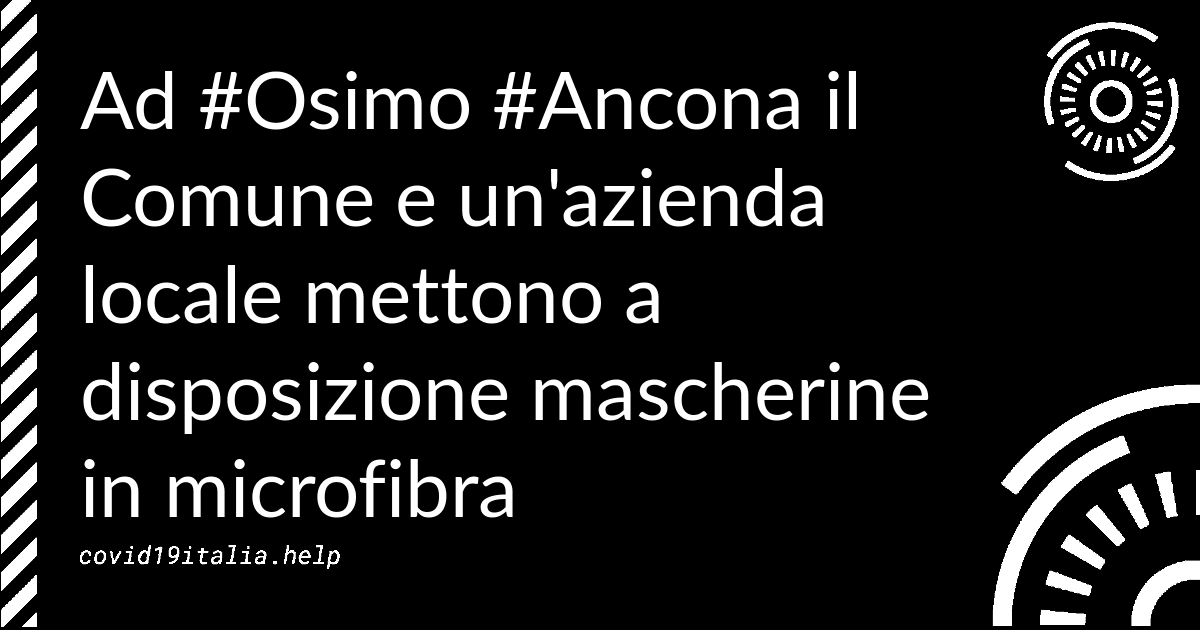 Ad #Osimo #Ancona il
Comune e un'azienda
locale mettono a
disposizione mascherine
in microfibra
covid19italia.help